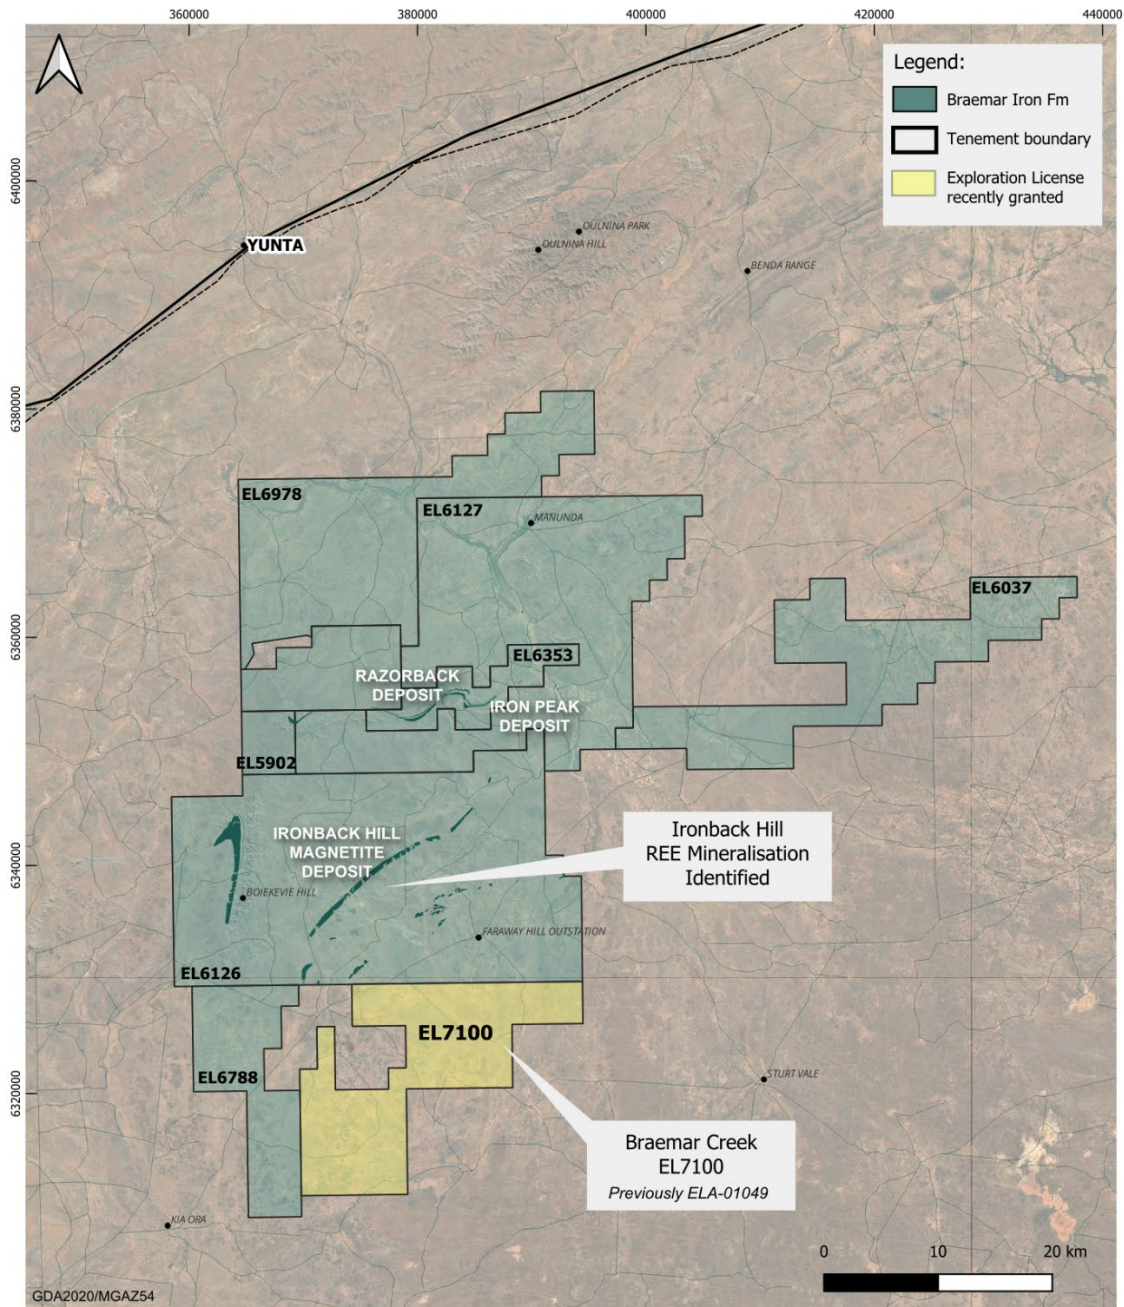 360000
380000
400000
420000
440000
Legend:
Braemar Iron Fm
Tenement boundary
Exploration License
recently granted
6400000
YUNTA
OULNINA PARK
OULNINA HILL
BENDA RANGE
6380000
EL6978
EL6127
MANUNDA
EL6037
6360000
EL6353
RAZORBACK
DEPOSIT
IRON PEAK
DEPOSIT
EL5902
IRONBACK HILL
MAGNETITE
DEPOSIT
Ironback Hill
REE Mineralisation
Identified
6340000
BOIEKEVIE HILL
FARAWAY HILL OUTSTATION
EL6126
EL7100
EL6788
STURT VALE
6320000
Braemar Creek
EL7100
Previously ELA-01049
KIA ORA
0
10
20 km
GDA2020/MGAZ54